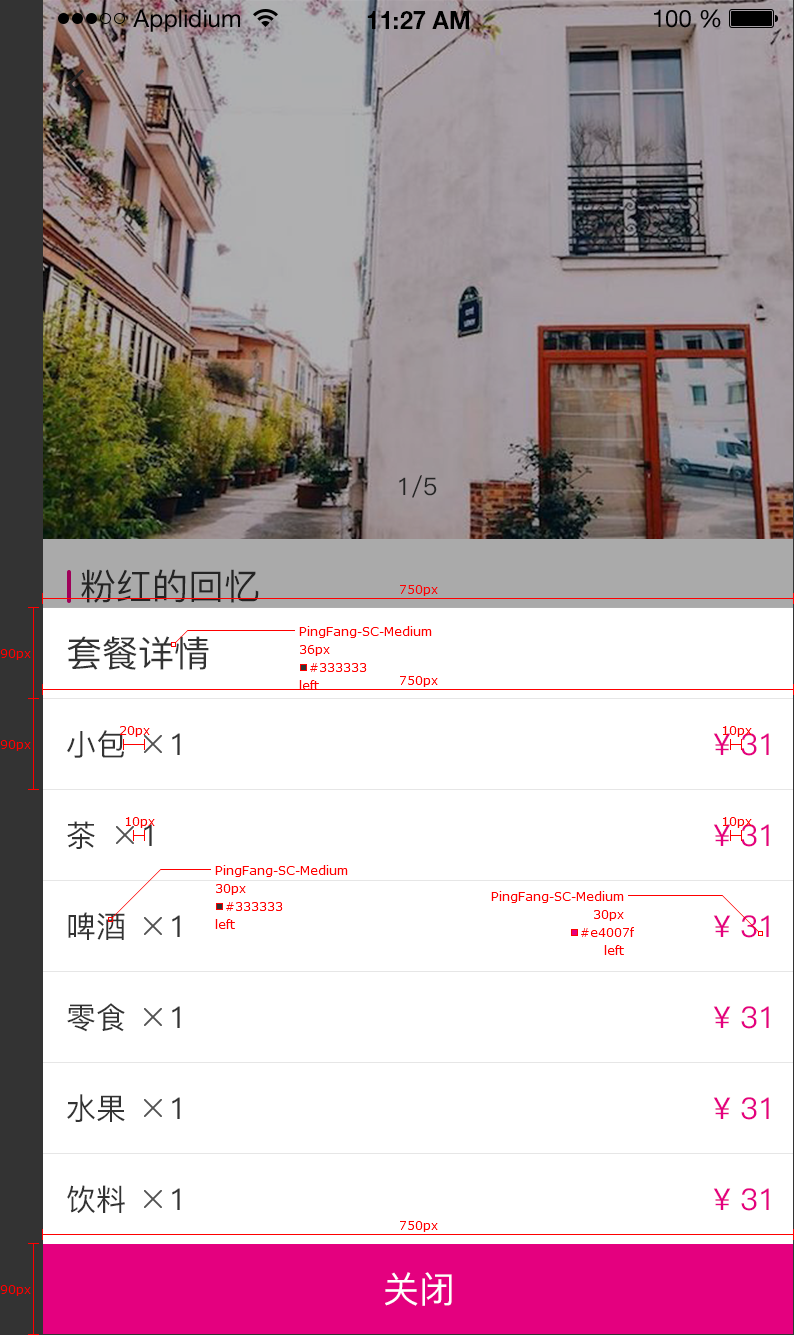 Applidium 11:27 AM 100 %
1/5
粉红的回忆
750px
90px
套餐详情
PingFang-SC-Medium
36px
#333333
left
750px
90px
20px
10px
小包 ×1 ¥ 31
10px
10px
茶 ×1 ¥ 31
PingFang-SC-Medium
30px
#333333
left
PingFang-SC-Medium
30px
#e4007f
left
啤酒 ×1 ¥ 31
零食 ×1 ¥ 31
水果 ×1 ¥ 31
饮料 ×1 ¥ 31
750px
90px
关闭